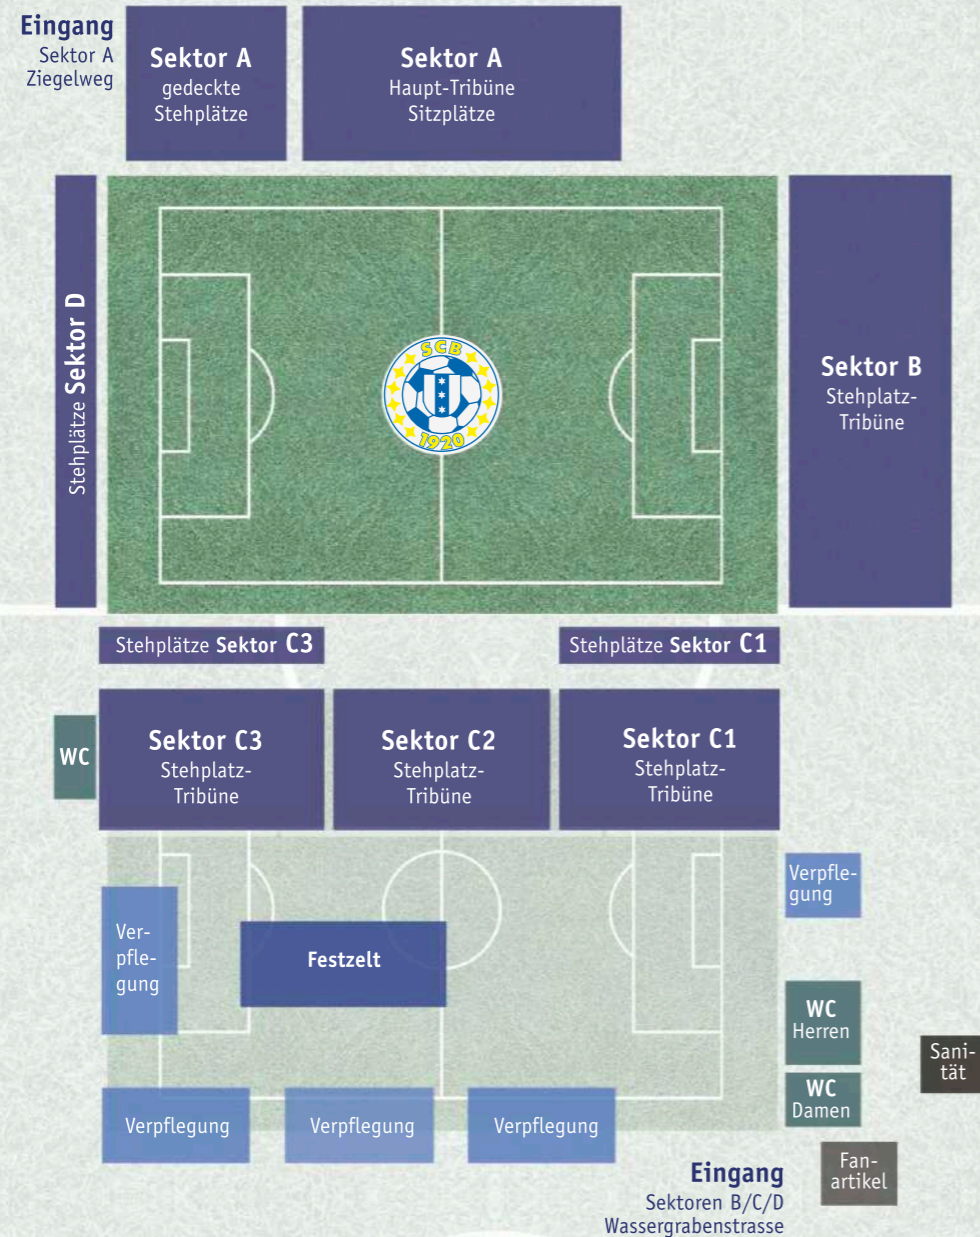 Eingang
Sektor A
Ziegelweg
Sektor A
gedeckte
Stehplätze
Sektor A
Haupt-Tribüne
Sitzplätze
Stehplätze Sektor D
SCB
1920
Sektor B
Stehplatz-
Tribüne
Stehplätze Sektor C3
Stehplätze Sektor C1
WC
Sektor C3
Stehplatz-
Tribüne
Sektor C2
Stehplatz-
Tribüne
Sektor C1
Stehplatz-
Tribüne
Verpfle-
gung
Ver-
pfle-
gung
Festzelt
WC
Herren
Sani-
tät
WC
Damen
Verpflegung
Verpflegung
Verpflegung
Fan-
artikel
Eingang
Sektoren B/C/D
Wassergrabenstrasse